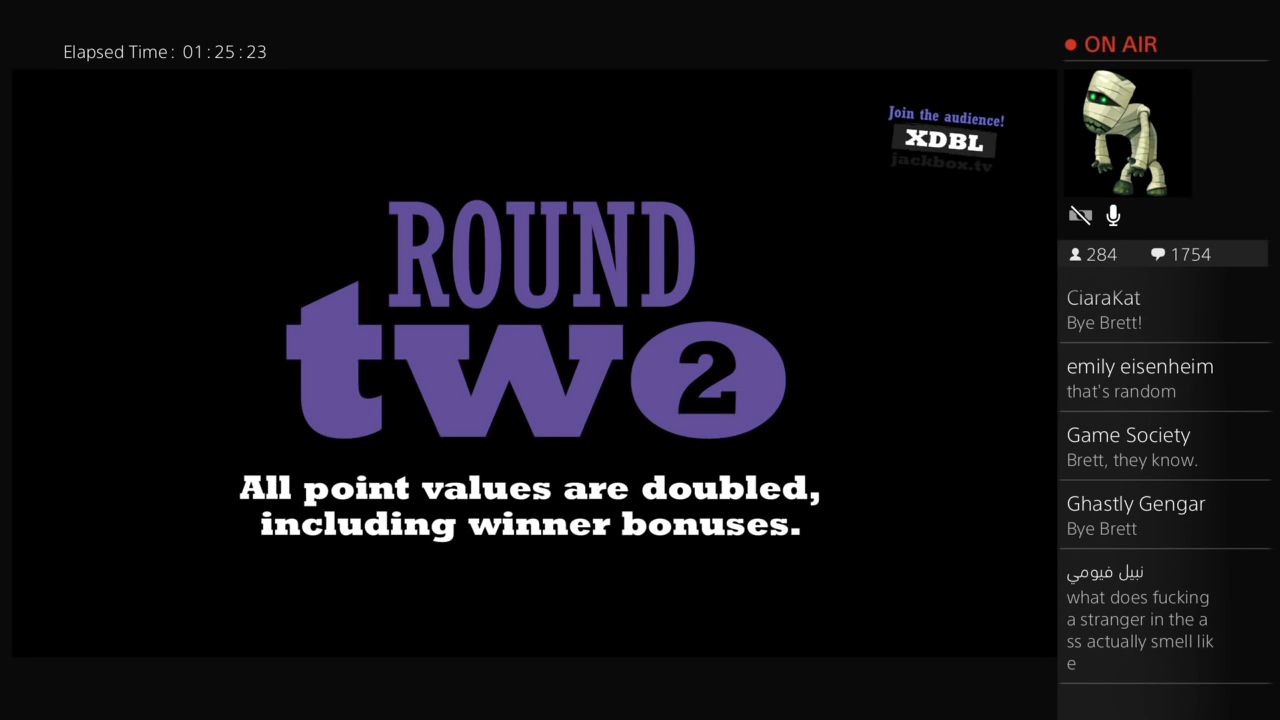 Elapsed Time: 01:25:23
ON AIR
Join the audience!
XDBL
jackbox.tv
284 1754
ROUND
two 2
All point values are doubled,
including winner bonuses.
CiaraKat
Bye Brett!
emily eisenheim
that's random
Game Society
Brett, they know.
Ghastly Gengar
Bye Brett
نبيل فيومي
what does fucking
a stranger in the a
ss actually smell lik
e